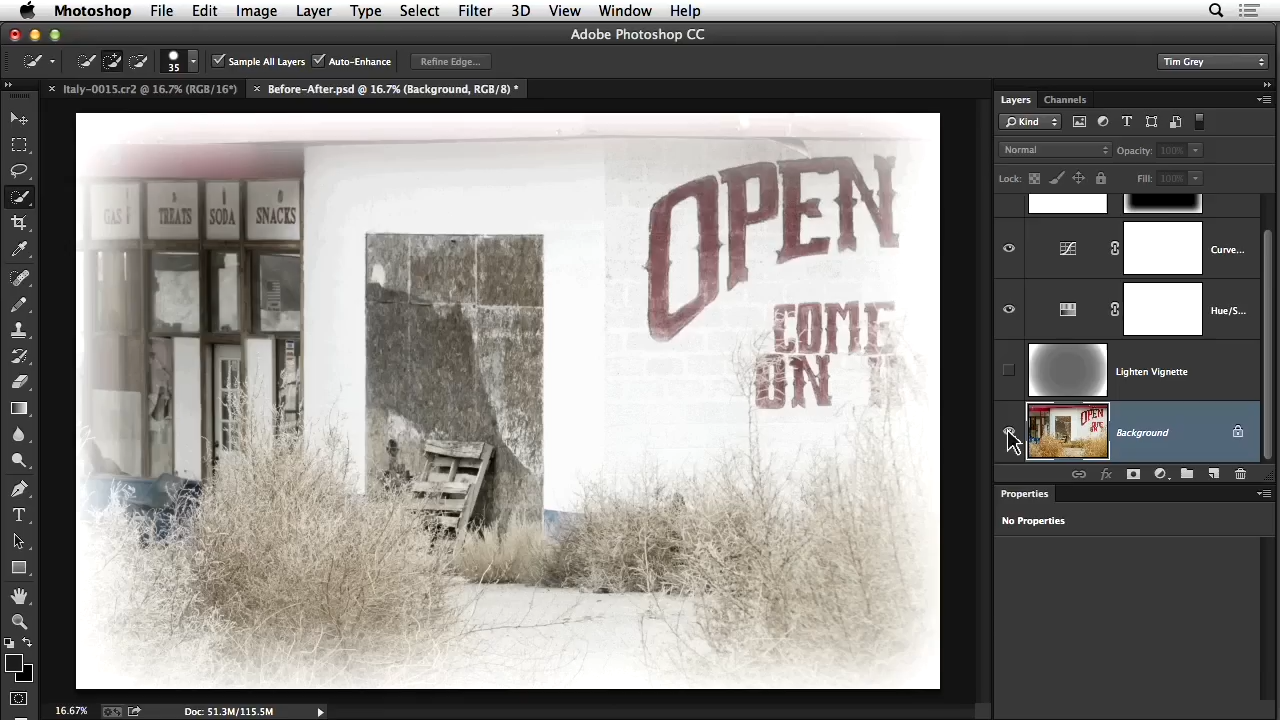 Photoshop File Edit Image Layer Type Select Filter 3D View Window Help
Adobe Photoshop CC
35 Sample All Layers Auto-Enhance Refine Edge... Tim Grey
Italy-0015.cr2 @ 16.7% (RGB/16*) Before-After.psd @ 16.7% (Background, RGB/8) *
Layers Channels
Kind
Normal Opacity: 100%
Lock: Fill: 100%
GAS TREATS SODA SNACKS
OPEN
COME
ON IN
Curve...
Hue/S...
Lighten Vignette
Background
Properties
No Properties
16.67% Doc: 51.3M/115.5M